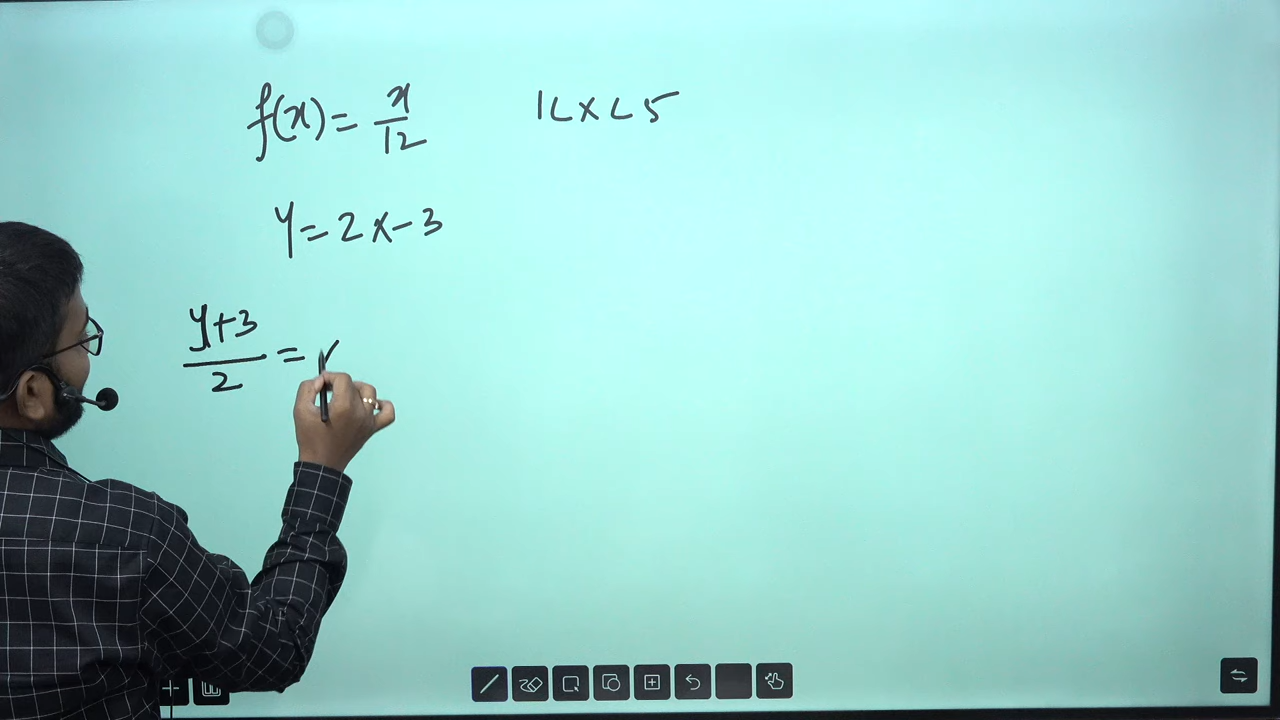 f(x) = x/12 1<x<5
y = 2x-3
(y+3)/2 =